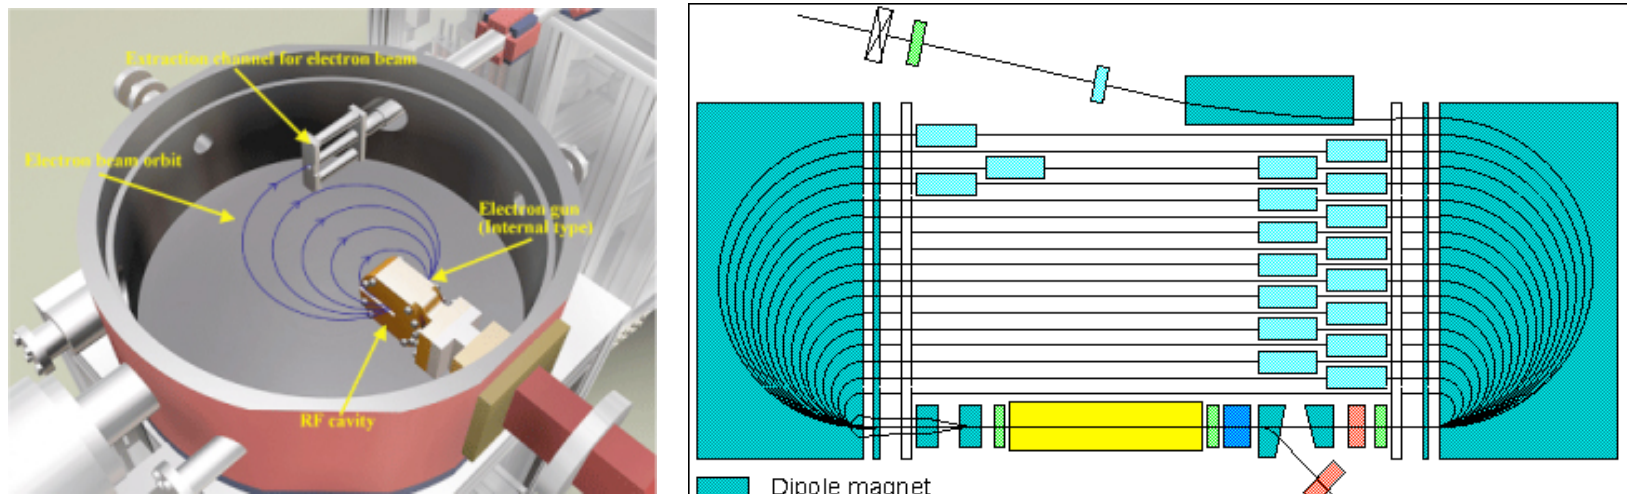 Extraction channel for electron beam
Electron beam orbit
Electron gun
(Internal type)
RF cavity
Dipole magnet